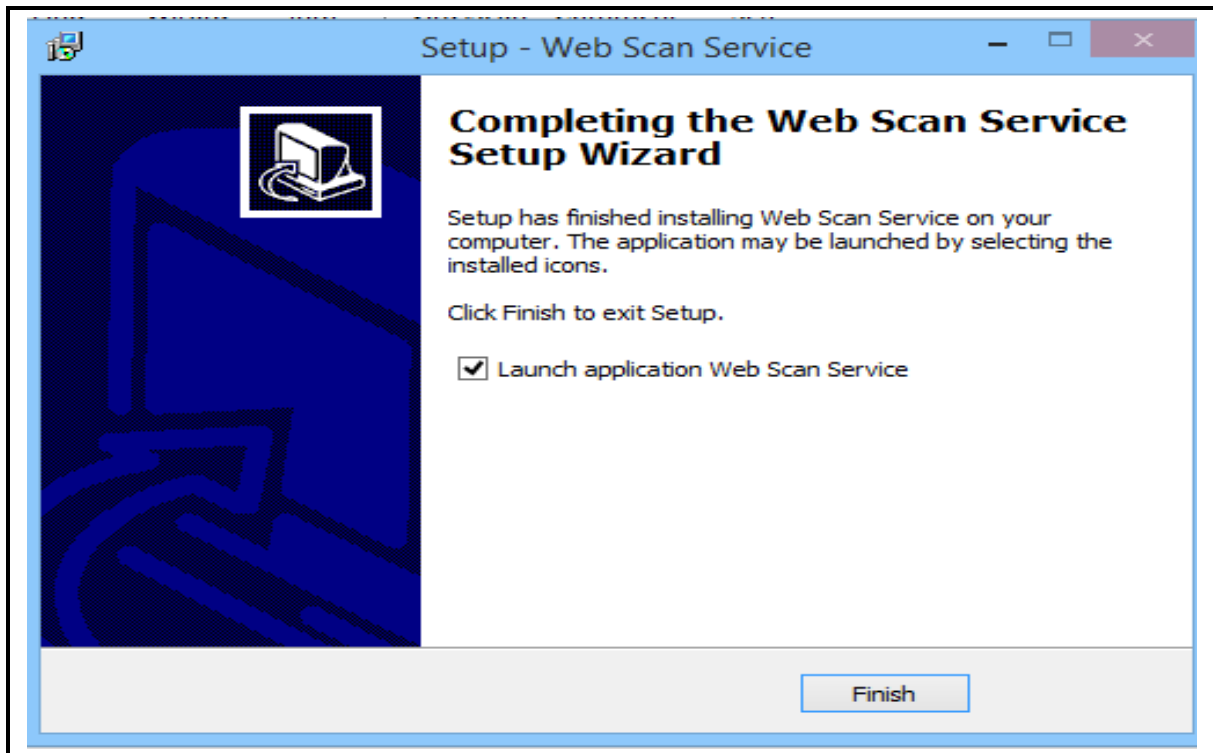 Setup - Web Scan Service
Completing the Web Scan Service
Setup Wizard
Setup has finished installing Web Scan Service on your
computer. The application may be launched by selecting the
installed icons.
Click Finish to exit Setup.
Launch application Web Scan Service
Finish